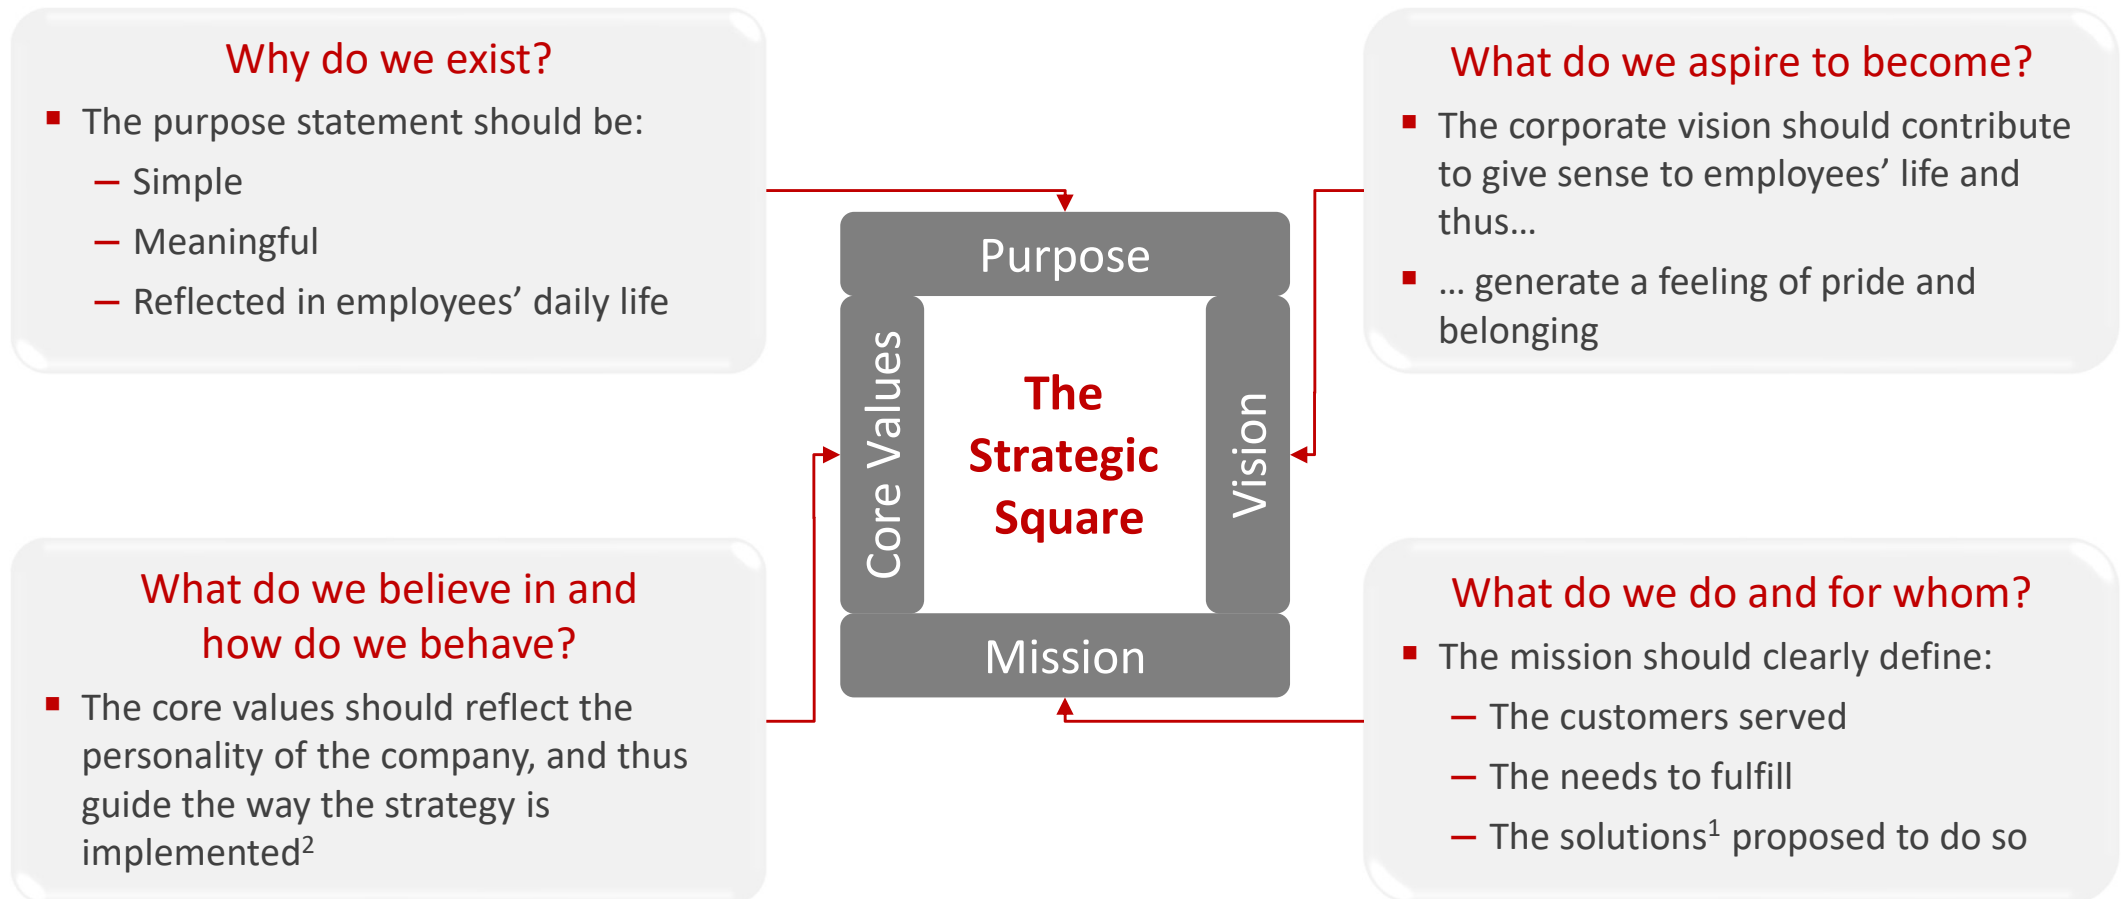 Why do we exist?
▪ The purpose statement should be:
– Simple
– Meaningful
– Reflected in employees’ daily life
What do we aspire to become?
▪ The corporate vision should contribute
to give sense to employees’ life and
thus…
▪ … generate a feeling of pride and
belonging
Purpose
Core Values
The
Strategic
Square
Vision
Mission
What do we believe in and
how do we behave?
▪ The core values should reflect the
personality of the company, and thus
guide the way the strategy is
implemented²
What do we do and for whom?
▪ The mission should clearly define:
– The customers served
– The needs to fulfill
– The solutions¹ proposed to do so